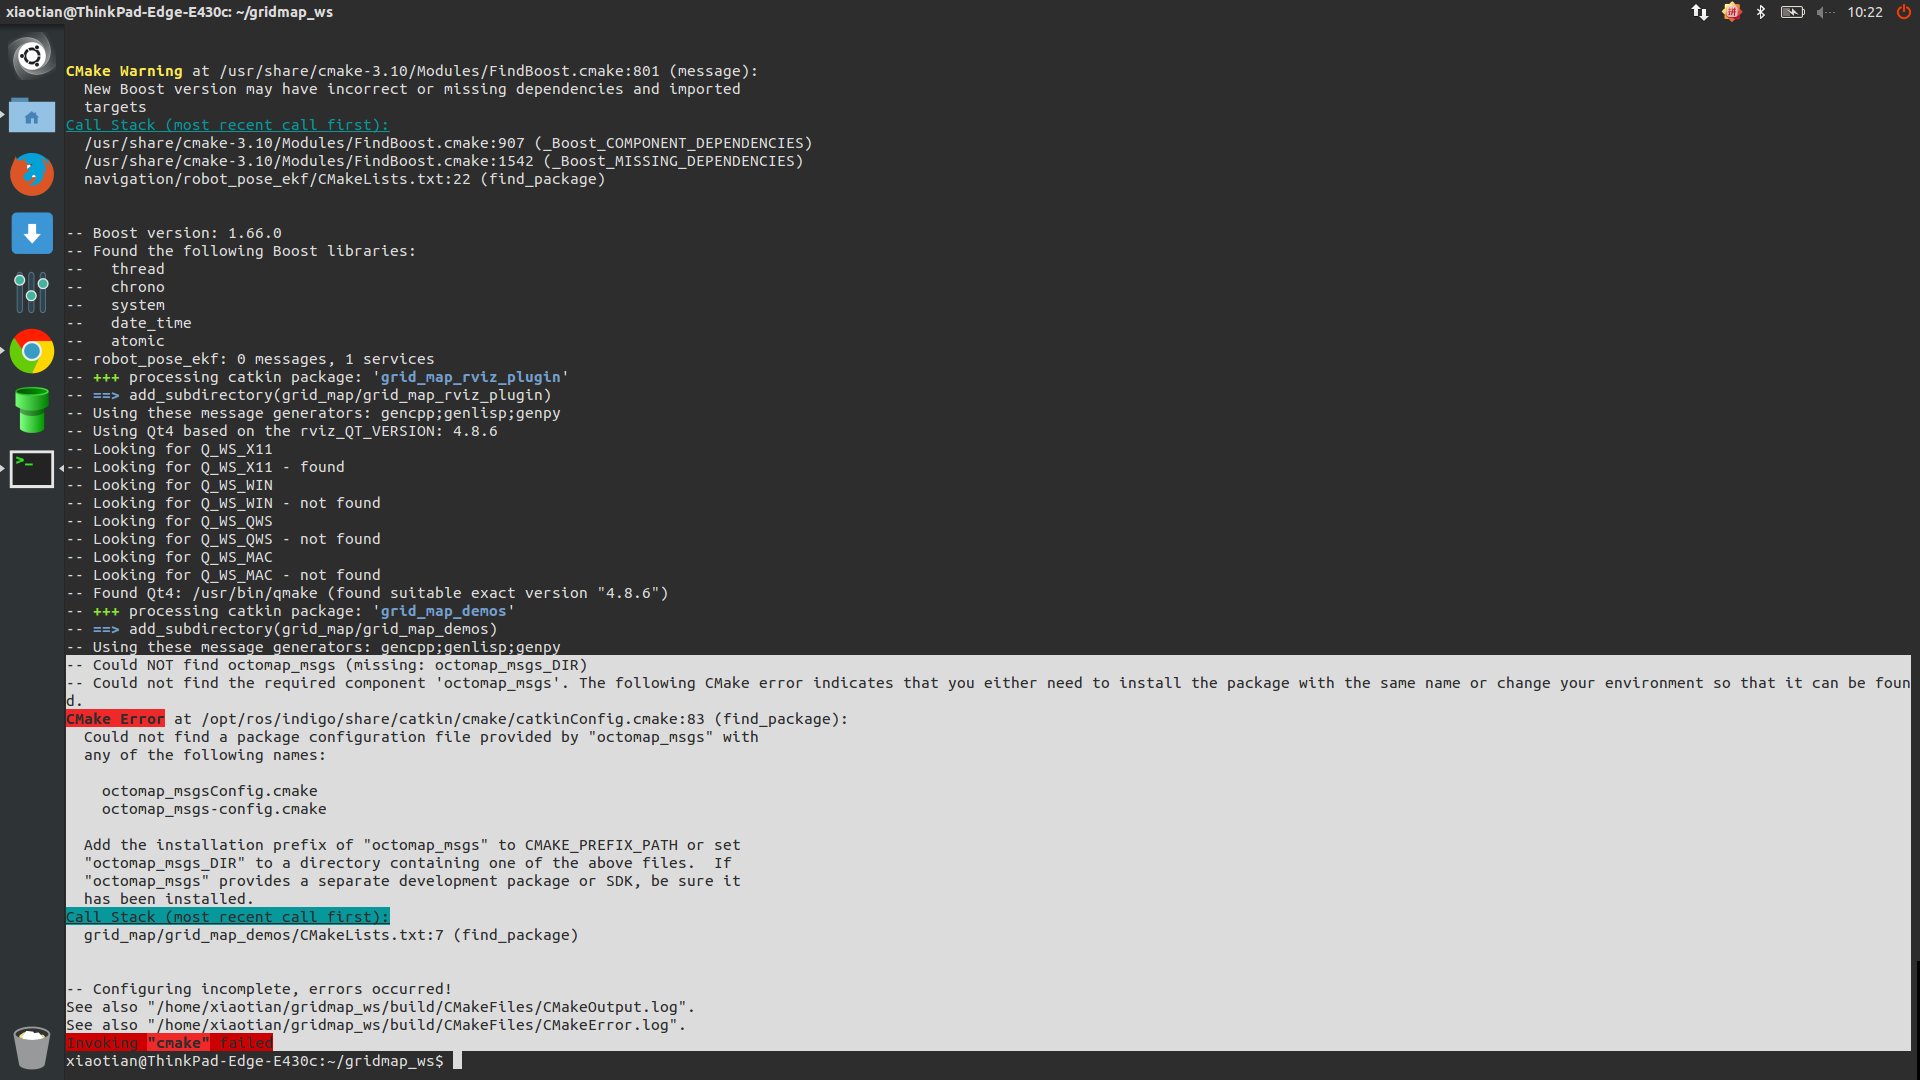 xiaotian@ThinkPad-Edge-E430c: ~/gridmap_ws
10:22
CMake Warning at /usr/share/cmake-3.10/Modules/FindBoost.cmake:801 (message):
  New Boost version may have incorrect or missing dependencies and imported
  targets
Call Stack (most recent call first):
  /usr/share/cmake-3.10/Modules/FindBoost.cmake:907 (_Boost_COMPONENT_DEPENDENCIES)
  /usr/share/cmake-3.10/Modules/FindBoost.cmake:1542 (_Boost_MISSING_DEPENDENCIES)
  navigation/robot_pose_ekf/CMakeLists.txt:22 (find_package)
-- Boost version: 1.66.0
-- Found the following Boost libraries:
--   thread
--   chrono
--   system
--   date_time
--   atomic
-- robot_pose_ekf: 0 messages, 1 services
-- +++ processing catkin package: 'grid_map_rviz_plugin'
-- ==> add_subdirectory(grid_map/grid_map_rviz_plugin)
-- Using these message generators: gencpp;genlisp;genpy
-- Using Qt4 based on the rviz_QT_VERSION: 4.8.6
-- Looking for Q_WS_X11
-- Looking for Q_WS_X11 - found
-- Looking for Q_WS_WIN
-- Looking for Q_WS_WIN - not found
-- Looking for Q_WS_QWS
-- Looking for Q_WS_QWS - not found
-- Looking for Q_WS_MAC
-- Looking for Q_WS_MAC - not found
-- Found Qt4: /usr/bin/qmake (found suitable exact version "4.8.6")
-- +++ processing catkin package: 'grid_map_demos'
-- ==> add_subdirectory(grid_map/grid_map_demos)
-- Using these message generators: gencpp;genlisp;genpy
-- Could NOT find octomap_msgs (missing: octomap_msgs_DIR)
-- Could not find the required component 'octomap_msgs'. The following CMake error indicates that you either need to install the package with the same name or change your environment so that it can be foun
d.
CMake Error at /opt/ros/indigo/share/catkin/cmake/catkinConfig.cmake:83 (find_package):
  Could not find a package configuration file provided by "octomap_msgs" with
  any of the following names:
    octomap_msgsConfig.cmake
    octomap_msgs-config.cmake
  Add the installation prefix of "octomap_msgs" to CMAKE_PREFIX_PATH or set
  "octomap_msgs_DIR" to a directory containing one of the above files.  If
  "octomap_msgs" provides a separate development package or SDK, be sure it
  has been installed.
Call Stack (most recent call first):
  grid_map/grid_map_demos/CMakeLists.txt:7 (find_package)
-- Configuring incomplete, errors occurred!
See also "/home/xiaotian/gridmap_ws/build/CMakeFiles/CMakeOutput.log".
See also "/home/xiaotian/gridmap_ws/build/CMakeFiles/CMakeError.log".
Invoking "cmake" failed
xiaotian@ThinkPad-Edge-E430c:~/gridmap_ws$